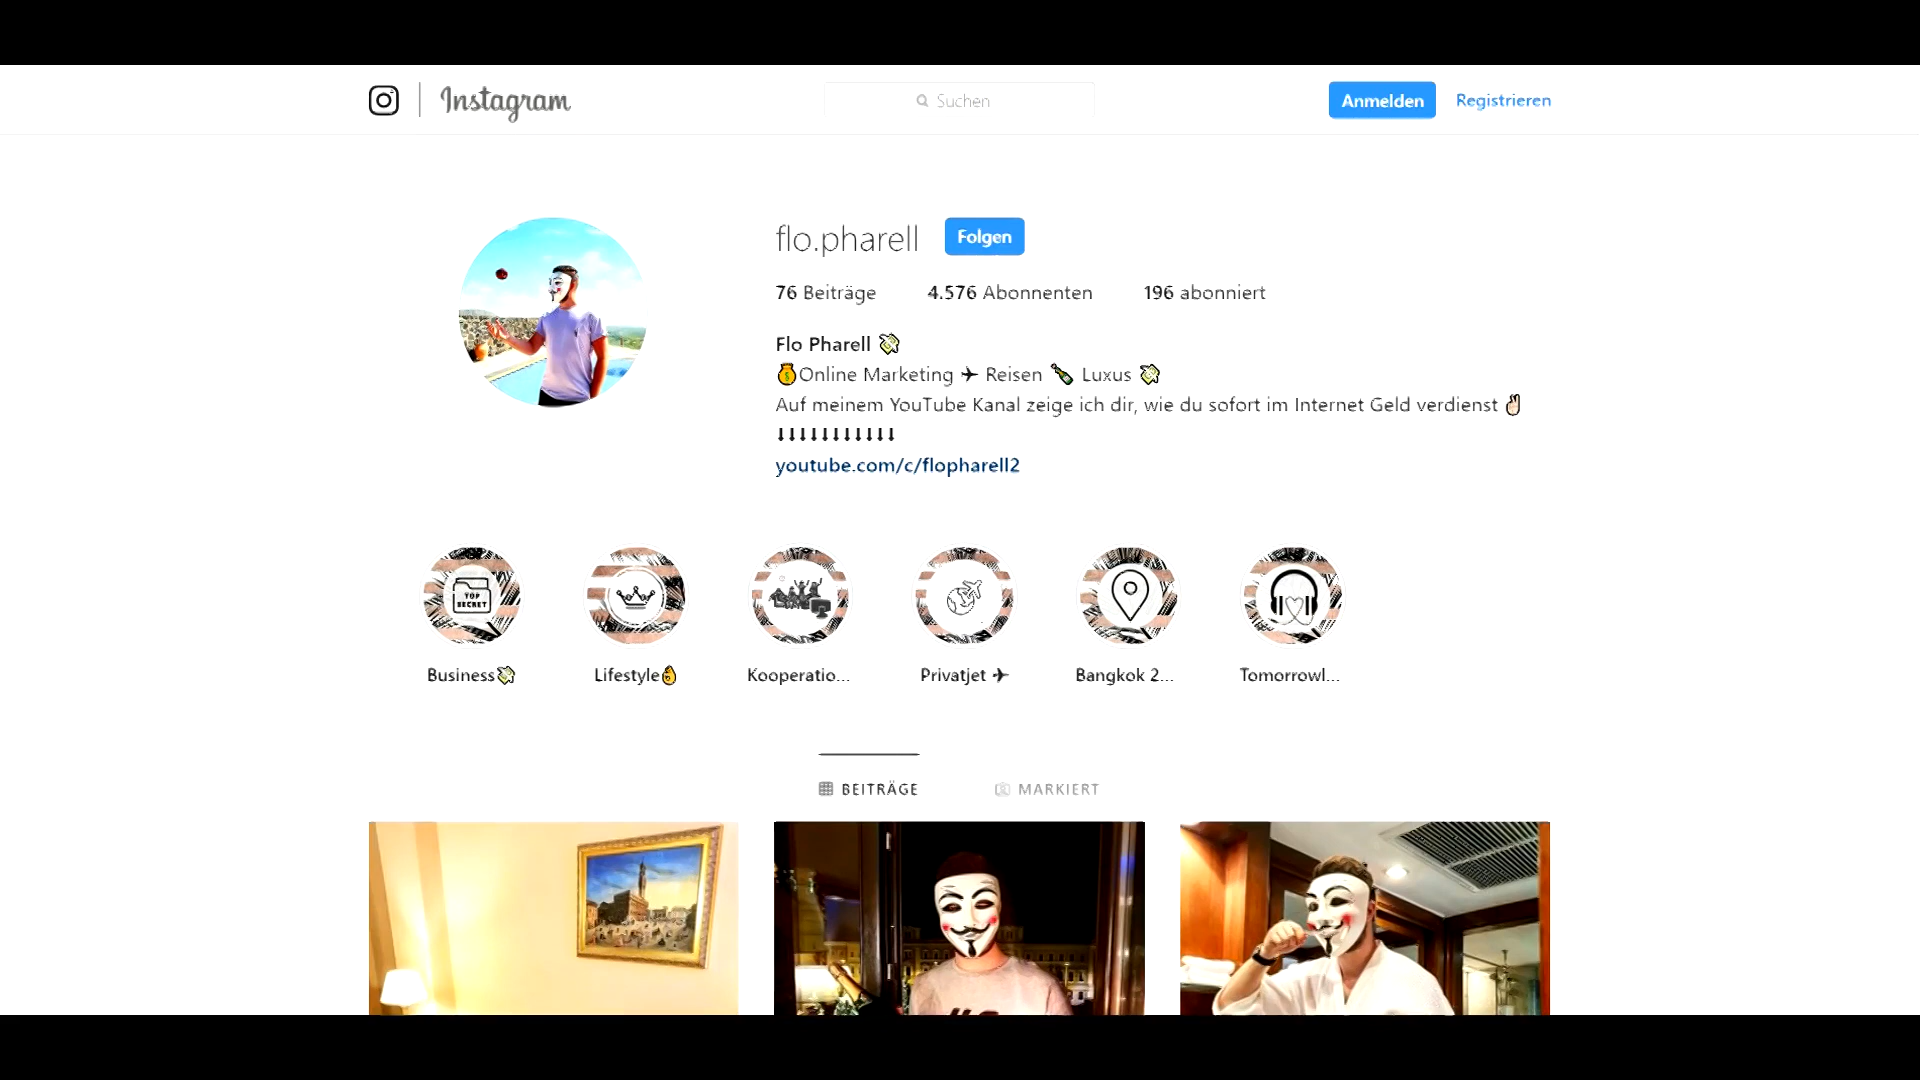 Instagram
Suchen
Anmelden
Registrieren
flo.pharell
Folgen
76 Beiträge 4.576 Abonnenten 196 abonniert
Flo Pharell 💸
💰Online Marketing ✈ Reisen 🍾 Luxus 💸
Auf meinem YouTube Kanal zeige ich dir, wie du sofort im Internet Geld verdienst ✌🏻
⬇⬇⬇⬇⬇⬇⬇⬇⬇⬇⬇
youtube.com/c/flopharell2
TOP
SECRET
Business💸
Lifestyle👌
Kooperatio...
Privatjet ✈
Bangkok 2...
Tomorrowl...
BEITRÄGE
MARKIERT